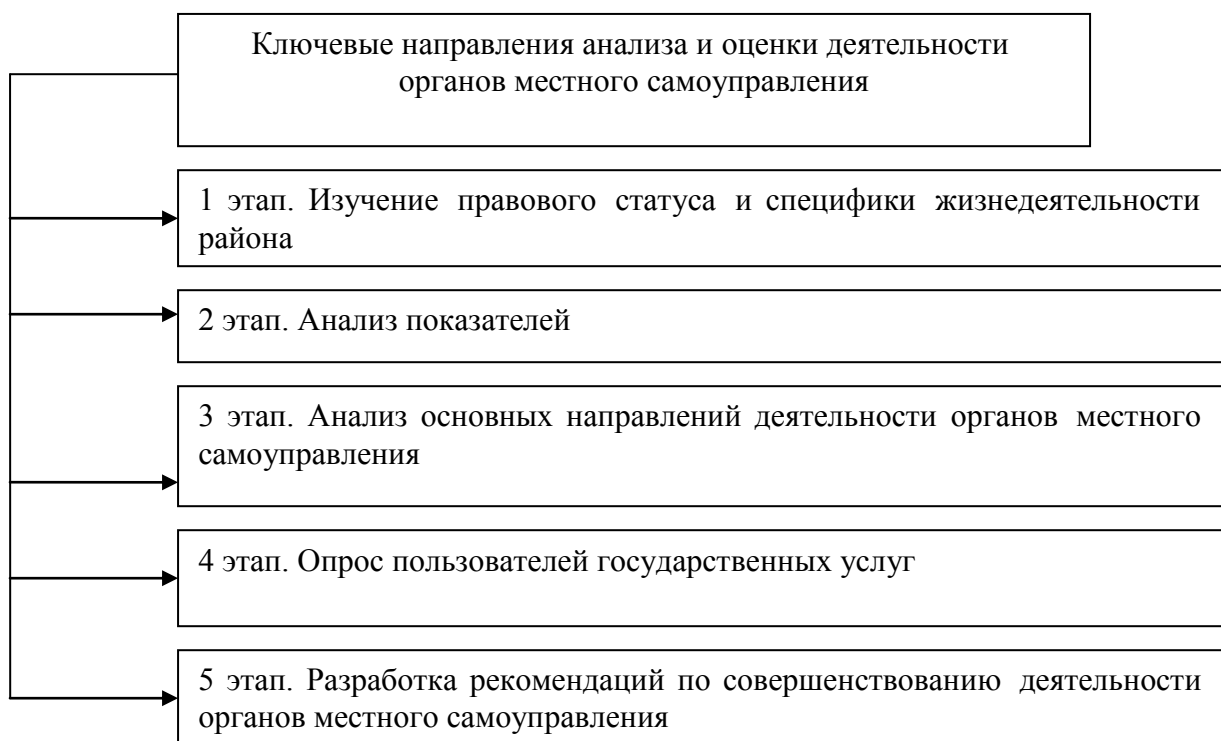 Ключевые направления анализа и оценки деятельности
органов местного самоуправления
1 этап. Изучение правового статуса и специфики жизнедеятельности
района
2 этап. Анализ показателей
3 этап. Анализ основных направлений деятельности органов местного
самоуправления
4 этап. Опрос пользователей государственных услуг
5 этап. Разработка рекомендаций по совершенствованию деятельности
органов местного самоуправления